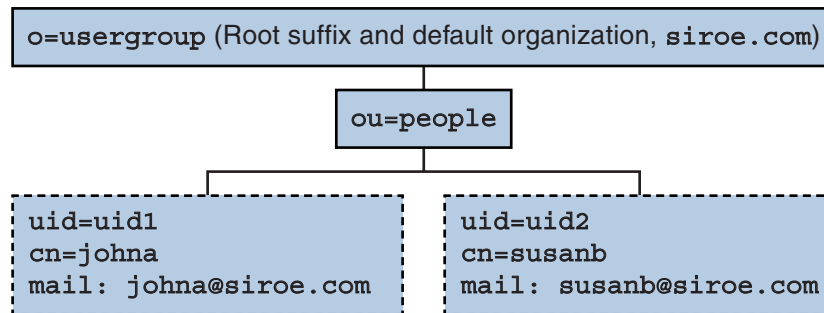 o=usergroup (Root suffix and default organization, siroe.com)
ou=people
uid=uid1
cn=johna
mail: johna@siroe.com
uid=uid2
cn=susanb
mail: susanb@siroe.com